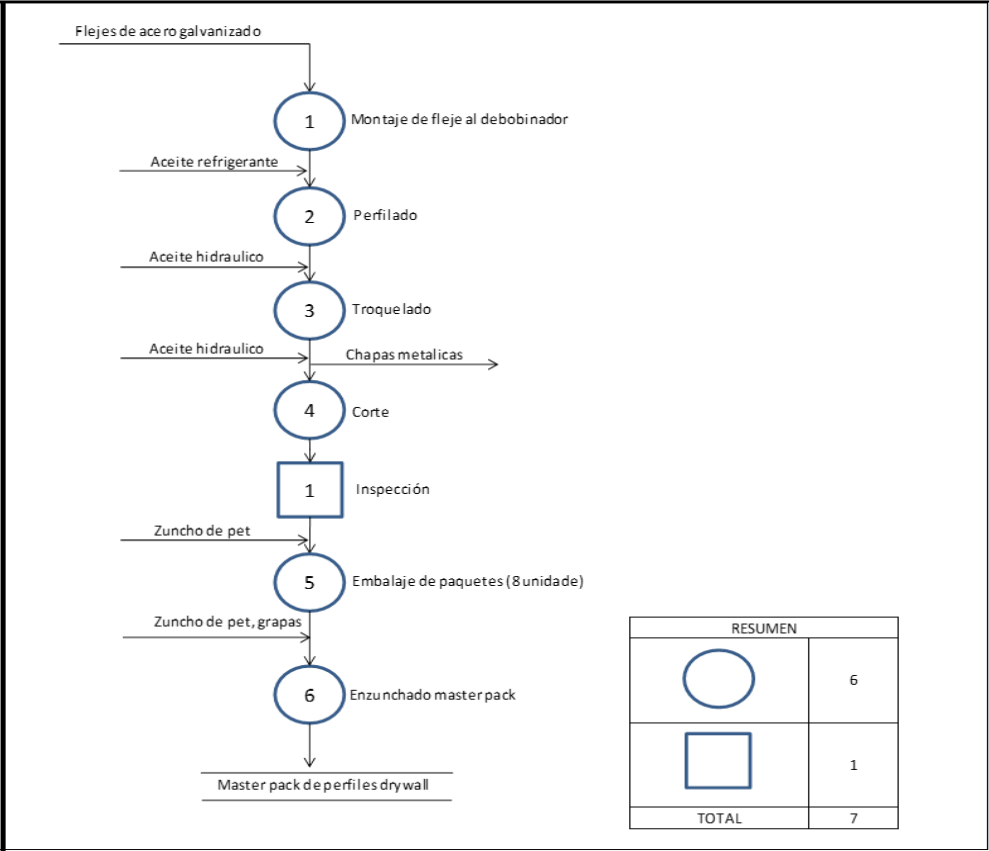 Flejes de acero galvanizado
1
Montaje de fleje al debobinador
Aceite refrigerante
2
Perfilado
Aceite hidraulico
3
Troquelado
Aceite hidraulico
Chapas metalicas
4
Corte
1
Inspección
Zuncho de pet
5
Embalaje de paquetes (8 unidade)
Zuncho de pet, grapas
6
Enzunchado master pack
Master pack de perfiles drywall
RESUMEN
6
1
TOTAL 7